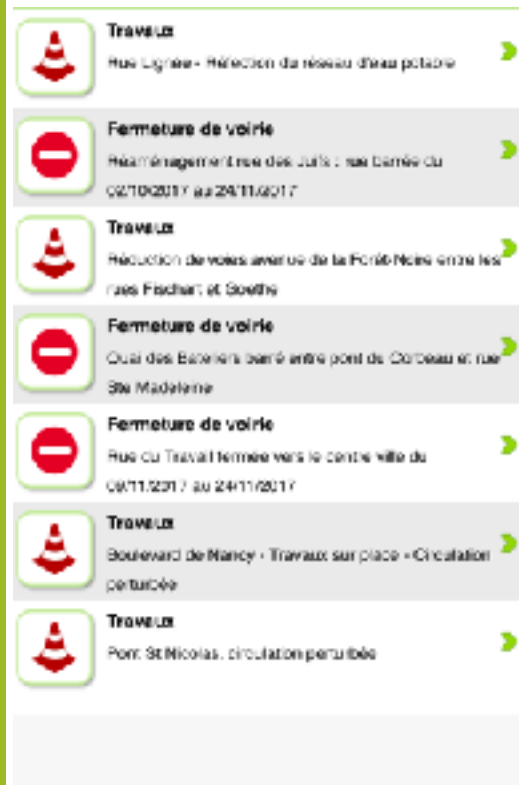 Travaux
Rue Lignée - Réfection du réseau d'eau potable
Fermeture de voirie
Réaménagement rue des Juifs : rue barrée du
02/10/2017 au 24/11/2017
Travaux
Réduction de voies avenue de la Forêt-Noire entre les
rues Fischart et Goethe
Fermeture de voirie
Quai des Bateliers barré entre pont du Corbeau et rue
Ste Madeleine
Fermeture de voirie
Rue du Travail fermée vers le centre ville du
09/11/2017 au 24/11/2017
Travaux
Boulevard de Nancy - Travaux sur place - Circulation
perturbée
Travaux
Pont St Nicolas, circulation perturbée